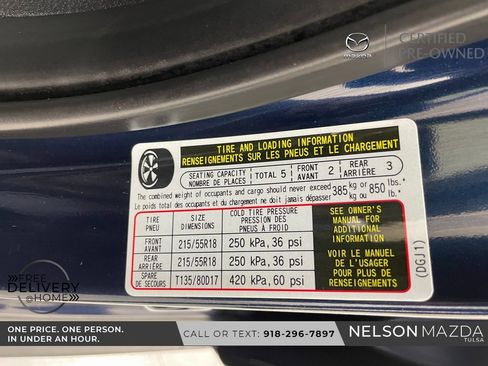 mazda
CERTIFIED
PRE-OWNED
TIRE AND LOADING INFORMATION
RENSEIGNEMENTS SUR LES PNEUS ET LE CHARGEMENT
SEATING CAPACITY
NOMBRE DE PLACES
TOTAL 5
FRONT
AVANT 2
REAR
ARRIÈRE 3
The combined weight of occupants and cargo should never exceed
Le poids total des occupants et du chargement ne doit jamais dépasser
385 kg or 850 lbs.
kg ou lb.
TIRE
PNEU
SIZE
DIMENSIONS
COLD TIRE PRESSURE
PRESSION DES
PNEUS À FROID
FRONT
AVANT
215/55R18
250 kPa, 36 psi
REAR
ARRIÈRE
215/55R18
250 kPa, 36 psi
SPARE
DE SECOURS
T135/80D17
420 kPa, 60 psi
SEE OWNER'S
MANUAL FOR
ADDITIONAL
INFORMATION
VOIR LE MANUEL
DE L'USAGER
POUR PLUS DE
RENSEIGNEMENTS
(DGJ1)
FREE
DELIVERY
@HOME
ONE PRICE. ONE PERSON.
IN UNDER AN HOUR.
CALL OR TEXT: 918-296-7897
NELSON MAZDA
TULSA